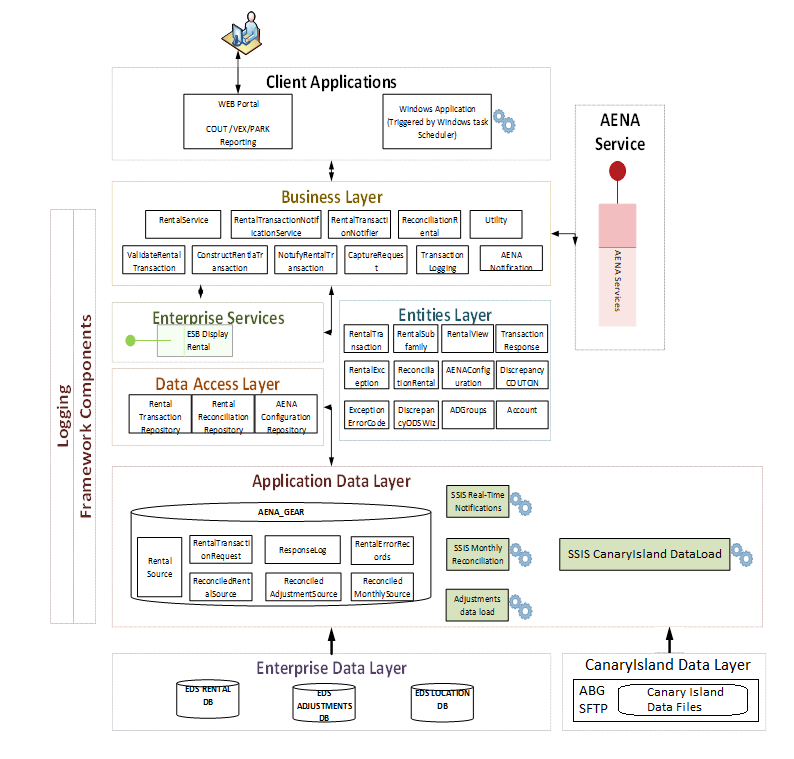 Client Applications
WEB Portal
COUT /VEX/PARK
Reporting
Windows Application
(Triggered by Windows task
Scheduler)
AENA
Service
AENA Services
Business Layer
RentalService
RentalTransactionNotif
icationService
RentalTransacti
onNotifier
ReconciliationR
ental
Utility
ValidateRental
Transaction
ConstructRentlaTr
ansaction
NotufyRentalTr
ansaction
CaptureReques
t
Transaction
Logging
AENA
Notification
Logging
Framework Components
Enterprise Services
ESB Display
Rental
Entities Layer
RentalTra
nsaction
RentalSub
family
RentalView
Transaction
Response
RentalExc
eption
Reconcilia
tionRental
AENAConfig
uration
Discrepancy
COUTCIN
Exception
ErrorCode
Discrepan
cyODSWiz
ADGroups
Account
Data Access Layer
Rental
Transaction
Repository
Rental
Reconciliation
Repository
AENA
Configuration
Repository
Application Data Layer
AENA_GEAR
Rental
Source
RentalTransacti
onRequest
ResponseLog
RentalErrorRec
ords
ReconciledRen
talSource
Reconciled
AdjustmentSource
Reconciled
MonthlySource
SSIS Real-Time
Notifications
SSIS Monthly
Reconciliation
Adjustments
data load
SSIS CanaryIsland DataLoad
Enterprise Data Layer
EDS RENTAL
DB
EDS
ADJUSTMENTS
DB
EDS LOCATION
DB
CanaryIsland Data Layer
ABG
SFTP
Canary Island
Data Files